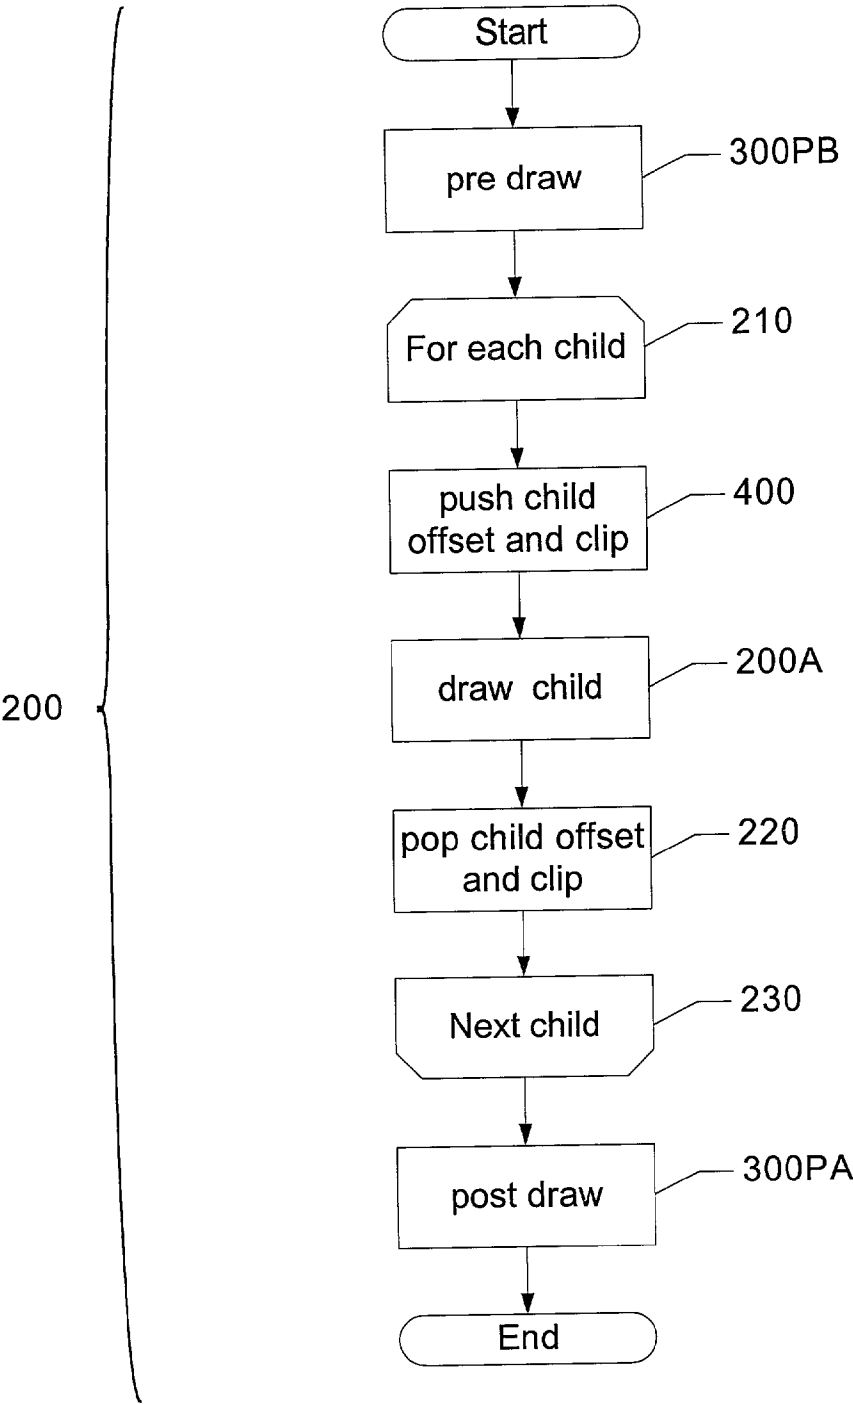 Start
pre draw
300PB
For each child
210
push child
offset and clip
400
draw child
200A
200
pop child offset
and clip
220
Next child
230
post draw
300PA
End